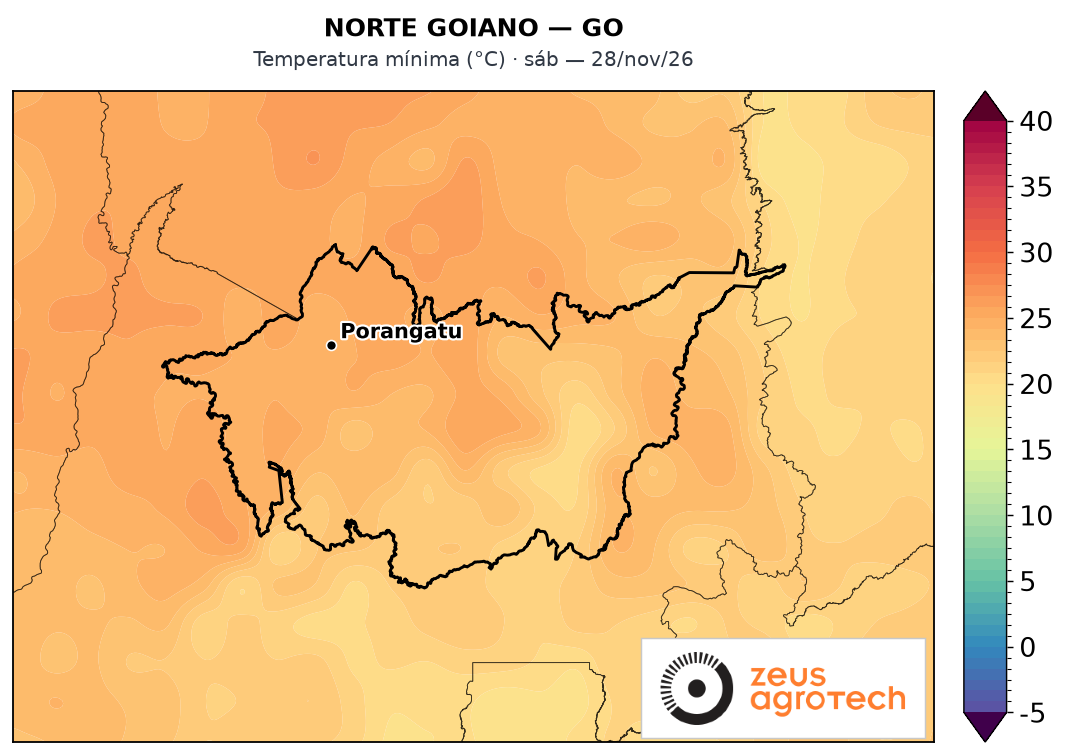 NORTE GOIANO — GO
Temperatura mínima (°C) · sáb — 28/nov/26
Porangatu
40
35
30
25
20
15
10
5
0
-5
zeus
agrotech